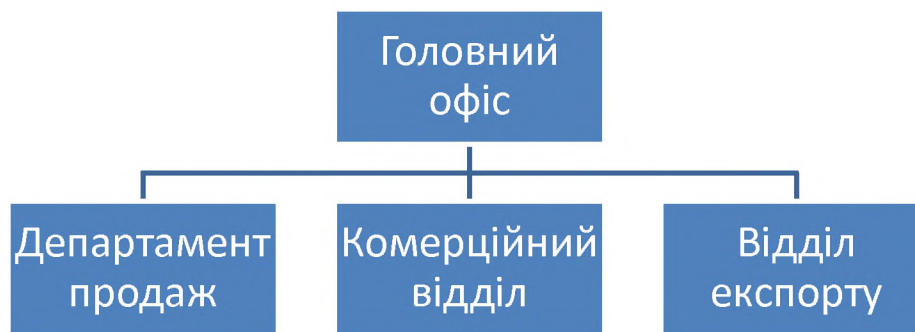 Головний
офіс
Департамент
продаж
Комерційний
відділ
Відділ
експорту